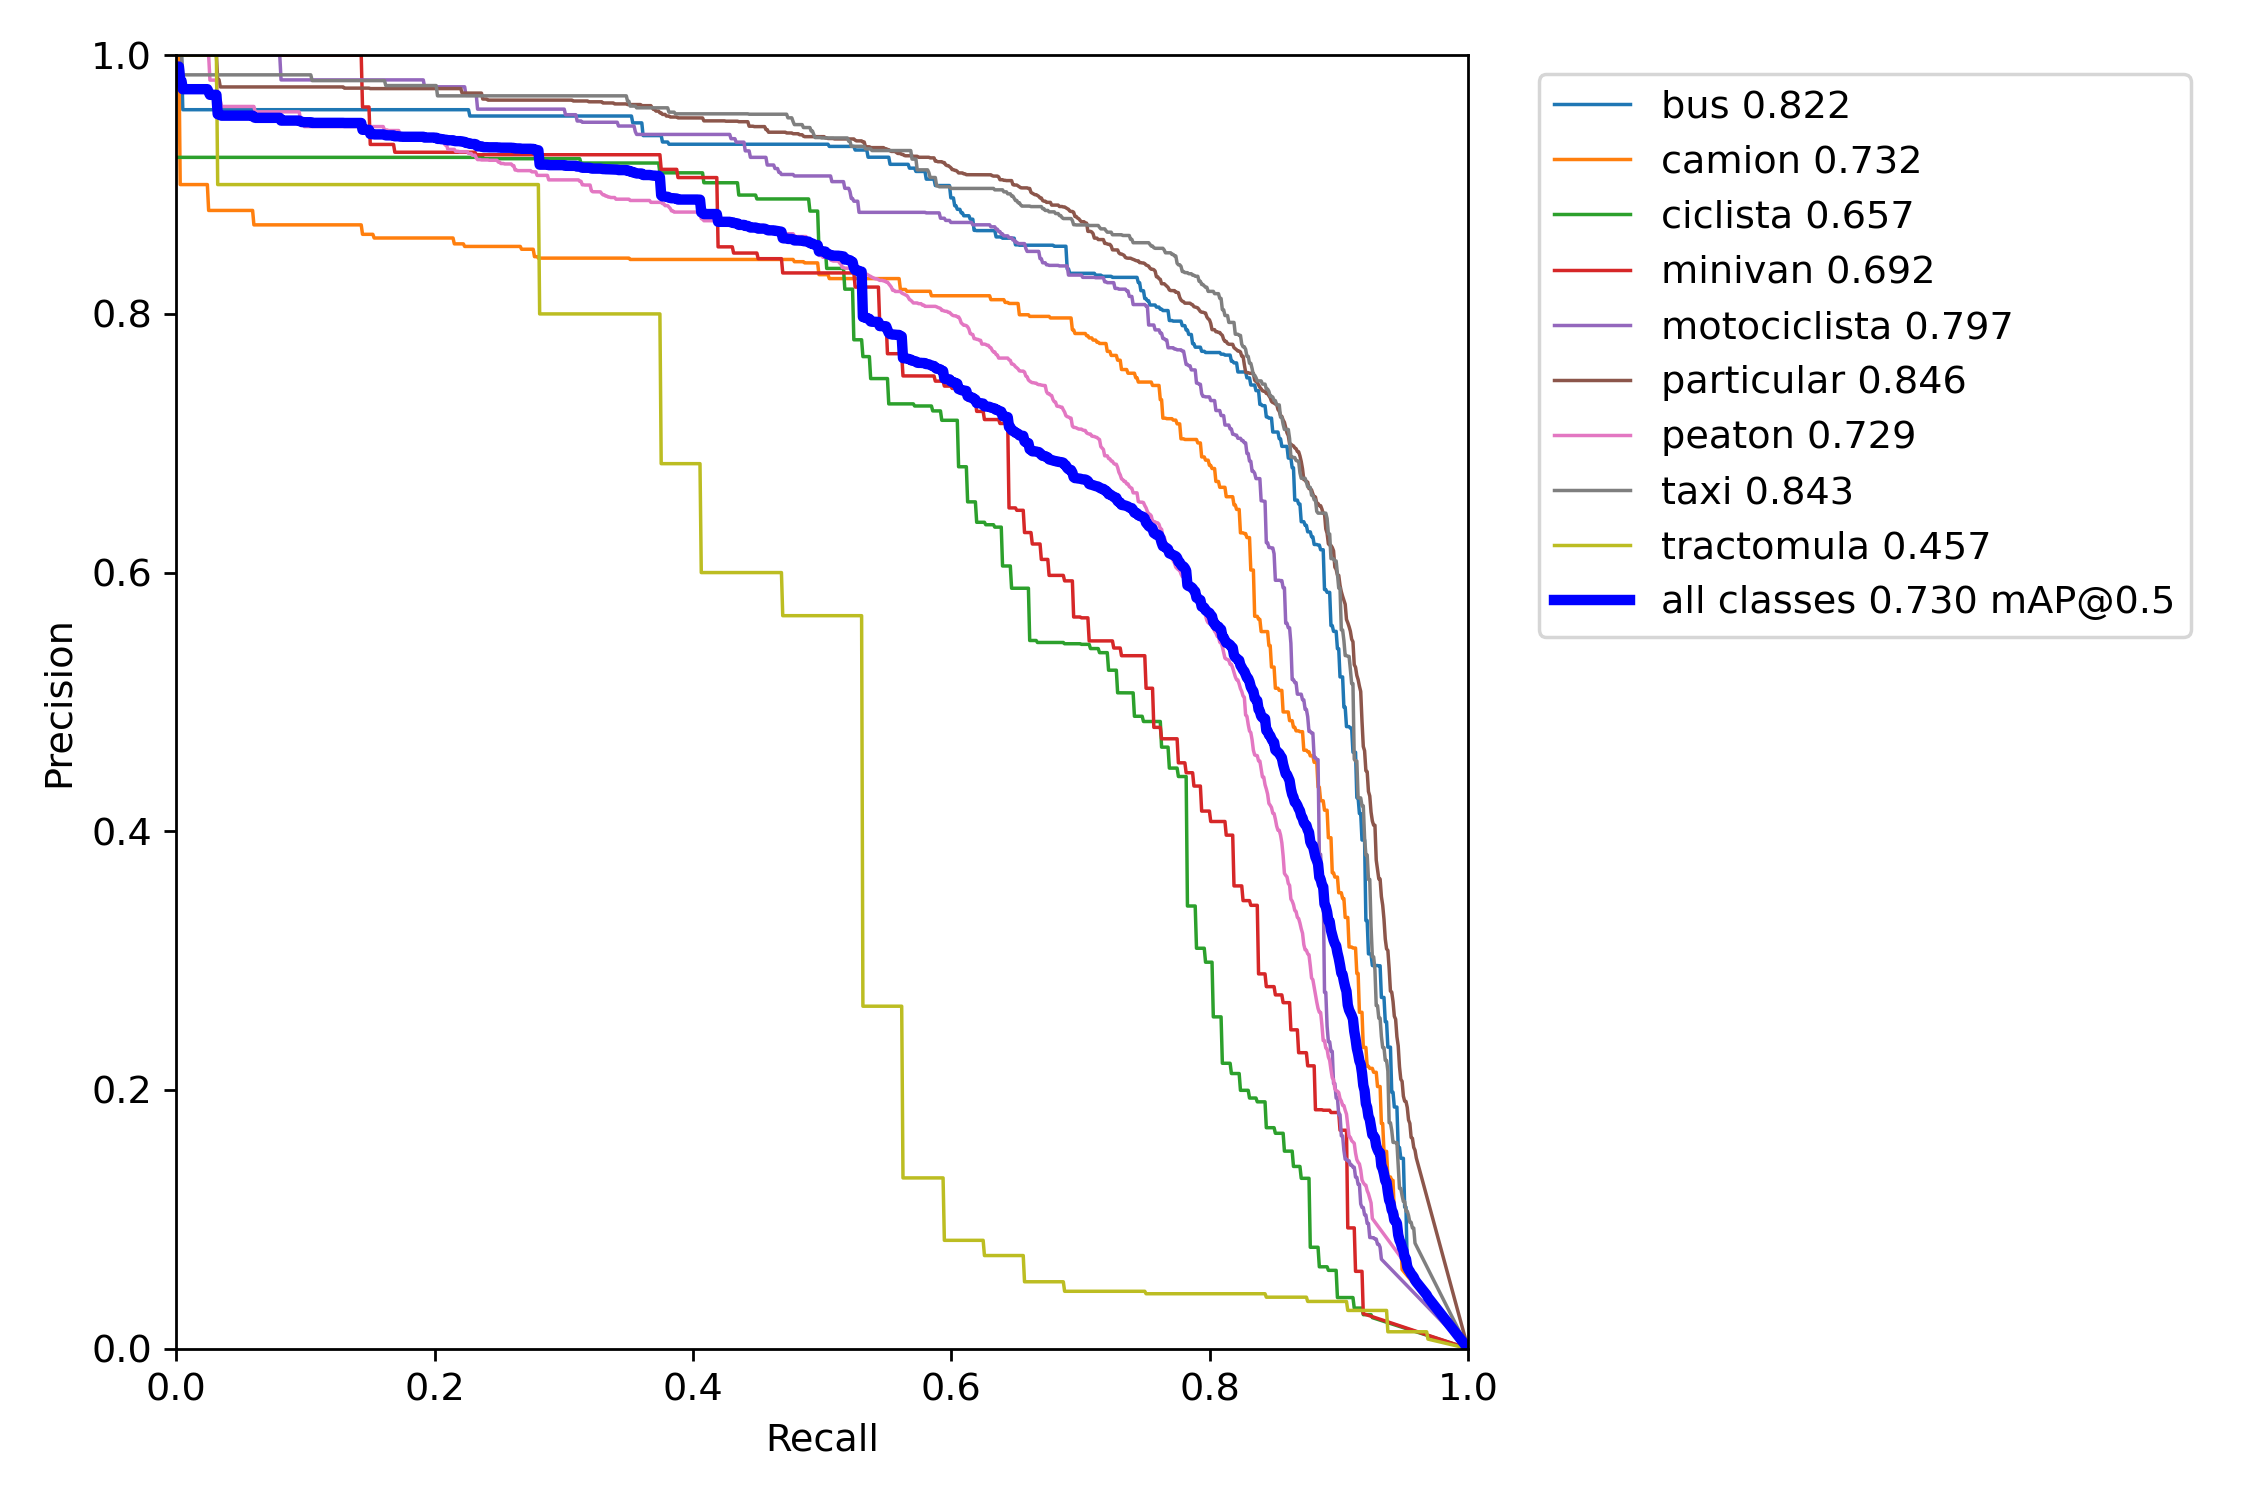 1.0
0.8
0.6
0.4
0.2
0.0
Precision
0.0 0.2 0.4 0.6 0.8 1.0
Recall
bus 0.822
camion 0.732
ciclista 0.657
minivan 0.692
motociclista 0.797
particular 0.846
peaton 0.729
taxi 0.843
tractomula 0.457
all classes 0.730 mAP@0.5